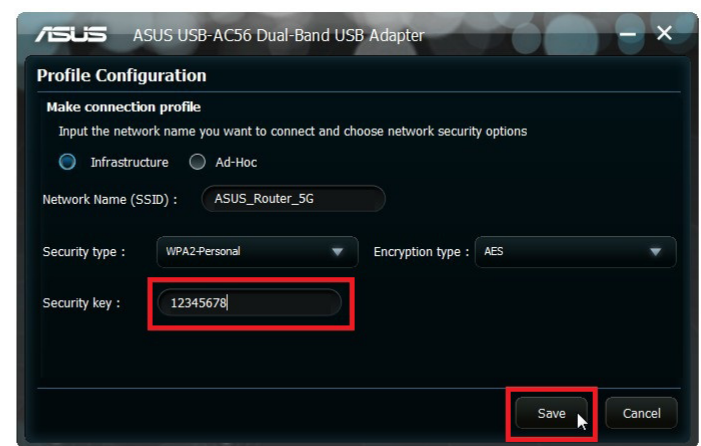 ASUS ASUS USB-AC56 Dual-Band USB Adapter
Profile Configuration
Make connection profile
Input the network name you want to connect and choose network security options
Infrastructure Ad-Hoc
Network Name (SSID) : ASUS_Router_5G
Security type : WPA2-Personal Encryption type : AES
Security key : 12345678
Save Cancel